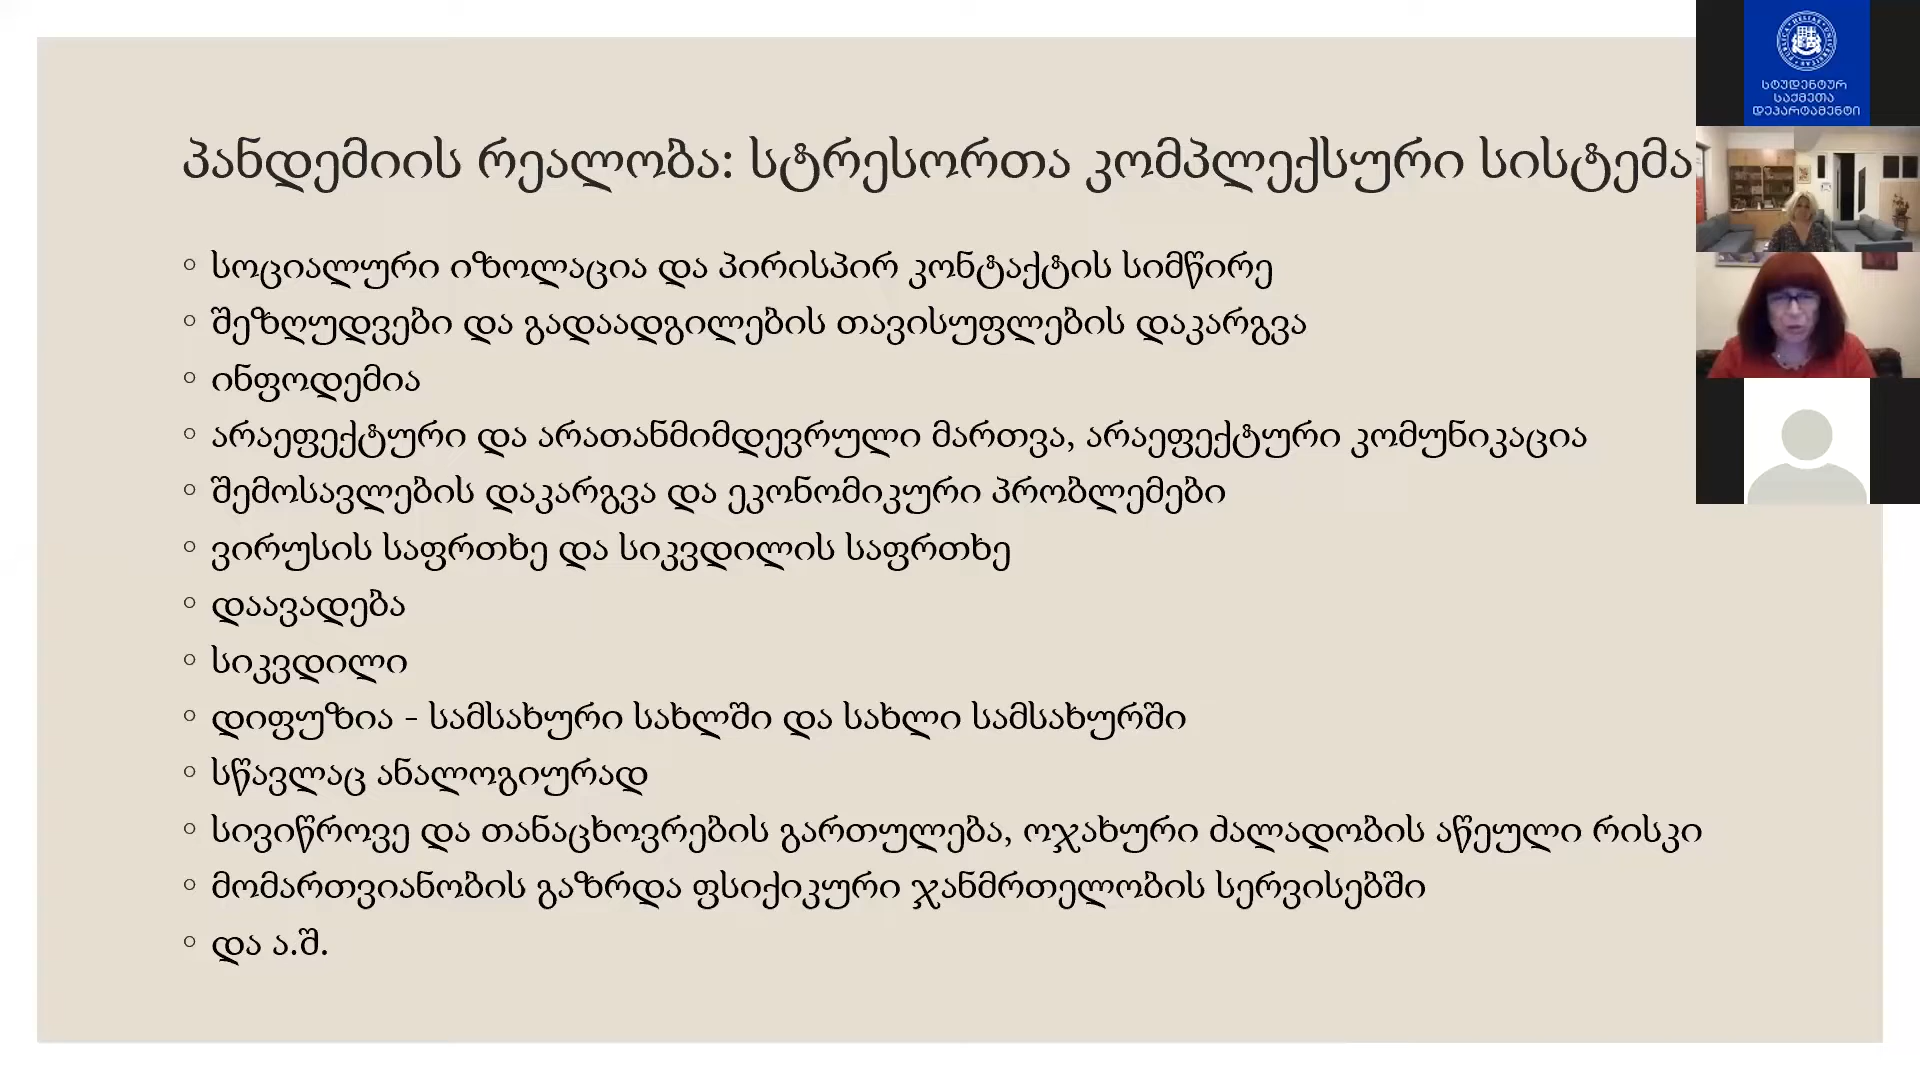 პანდემიის რეალობა: სტრესორთა კომპლექსური სისტემა
◦ სოციალური იზოლაცია და პირისპირ კონტაქტის სიმწირე
◦ შეზღუდვები და გადაადგილების თავისუფლების დაკარგვა
◦ ინფოდემია
◦ არაეფექტური და არათანმიმდევრული მართვა, არაეფექტური კომუნიკაცია
◦ შემოსავლების დაკარგვა და ეკონომიკური პრობლემები
◦ ვირუსის საფრთხე და სიკვდილის საფრთხე
◦ დაავადება
◦ სიკვდილი
◦ დიფუზია - სამსახური სახლში და სახლი სამსახურში
◦ სწავლაც ანალოგიურად
◦ სივიწროვე და თანაცხოვრების გართულება, ოჯახური ძალადობის აწეული რისკი
◦ მომართვიანობის გაზრდა ფსიქიკური ჯანმრთელობის სერვისებში
◦ და ა.შ.
სტუდენტურ
საქმეთა
დეპარტამენტი